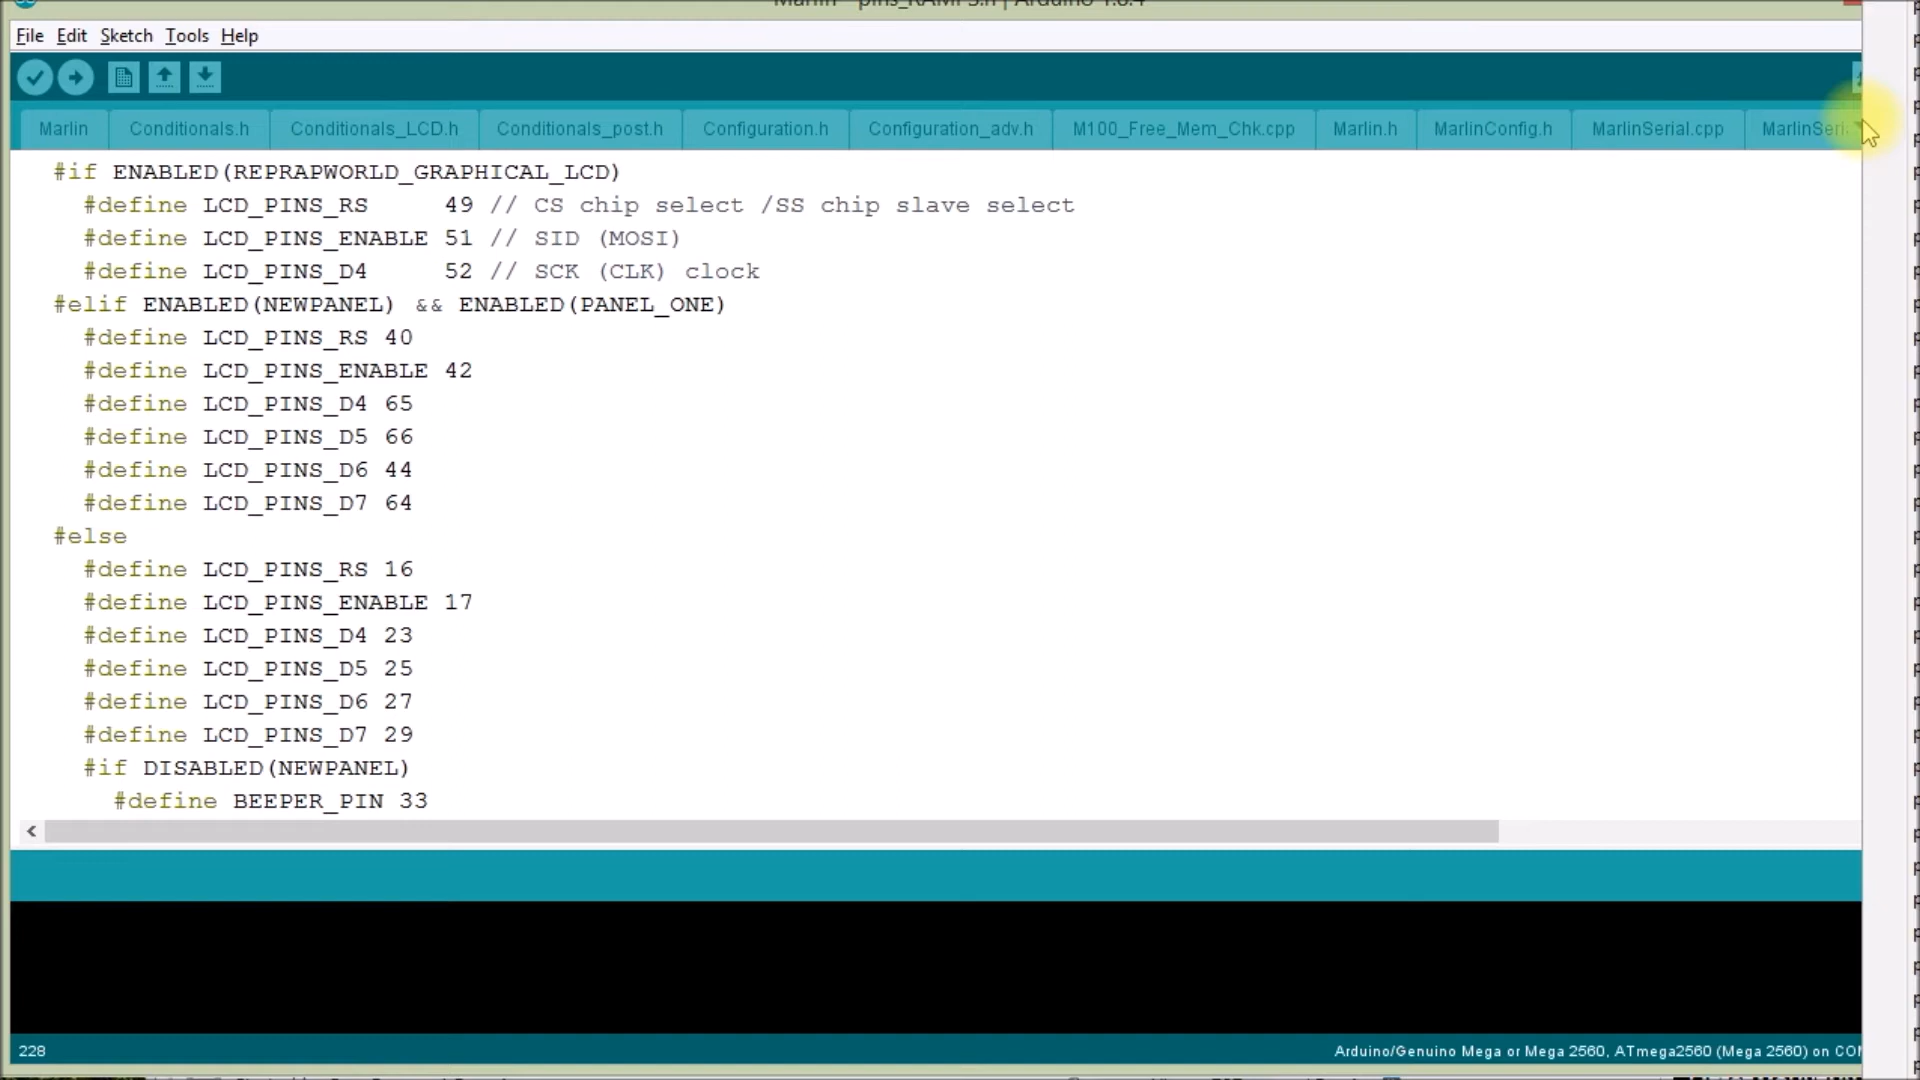 File Edit Sketch Tools Help
Marlin Conditionals.h Conditionals_LCD.h Conditionals_post.h Configuration.h Configuration_adv.h M100_Free_Mem_Chk.cpp Marlin.h MarlinConfig.h MarlinSerial.cpp MarlinSeri
#if ENABLED(REPRAPWORLD_GRAPHICAL_LCD)
#define LCD_PINS_RS 49 // CS chip select /SS chip slave select
#define LCD_PINS_ENABLE 51 // SID (MOSI)
#define LCD_PINS_D4 52 // SCK (CLK) clock
#elif ENABLED(NEWPANEL) && ENABLED(PANEL_ONE)
#define LCD_PINS_RS 40
#define LCD_PINS_ENABLE 42
#define LCD_PINS_D4 65
#define LCD_PINS_D5 66
#define LCD_PINS_D6 44
#define LCD_PINS_D7 64
#else
#define LCD_PINS_RS 16
#define LCD_PINS_ENABLE 17
#define LCD_PINS_D4 23
#define LCD_PINS_D5 25
#define LCD_PINS_D6 27
#define LCD_PINS_D7 29
#if DISABLED(NEWPANEL)
#define BEEPER_PIN 33
228
Arduino/Genuino Mega or Mega 2560, ATmega2560 (Mega 2560) on CO